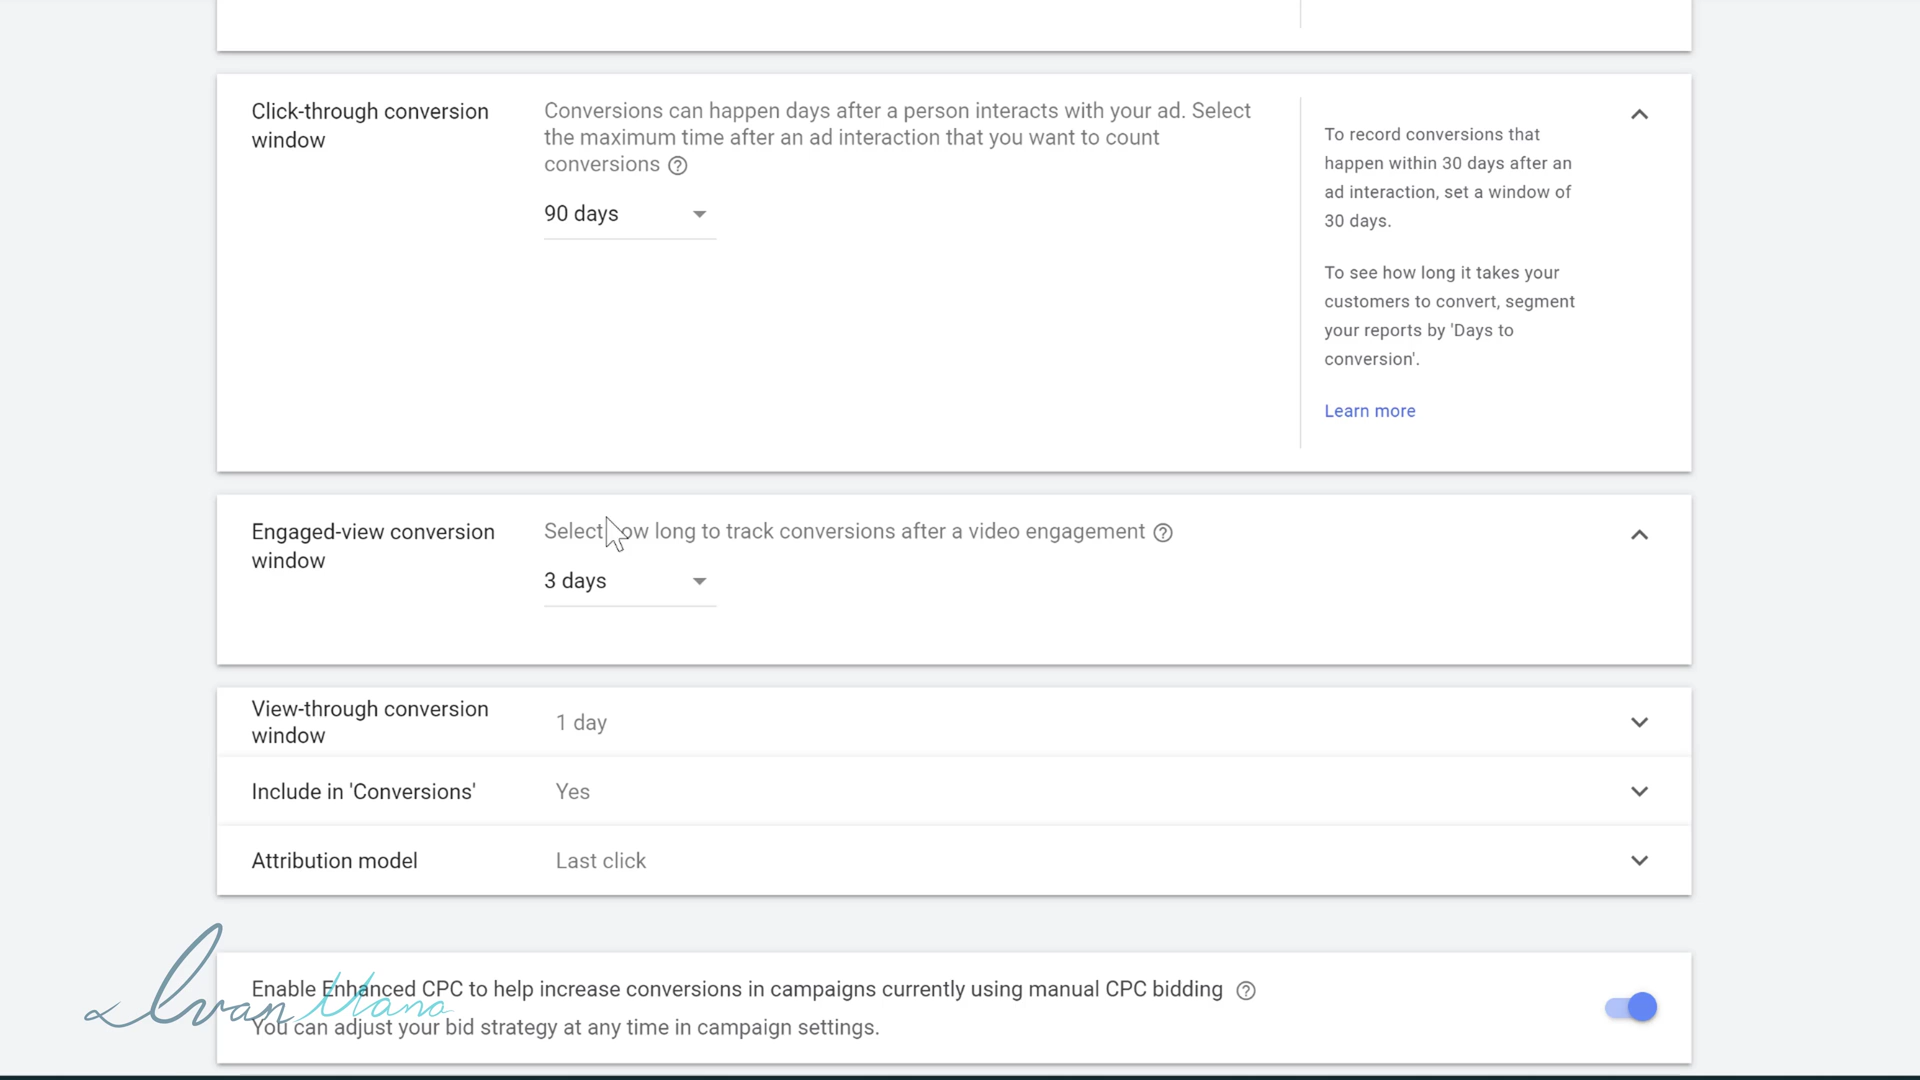 Click-through conversion
window
Conversions can happen days after a person interacts with your ad. Select
the maximum time after an ad interaction that you want to count
conversions
90 days
To record conversions that
happen within 30 days after an
ad interaction, set a window of
30 days.
To see how long it takes your
customers to convert, segment
your reports by 'Days to
conversion'.
Learn more
Engaged-view conversion
window
Select how long to track conversions after a video engagement
3 days
View-through conversion
window
1 day
Include in 'Conversions'
Yes
Attribution model
Last click
Enable Enhanced CPC to help increase conversions in campaigns currently using manual CPC bidding
You can adjust your bid strategy at any time in campaign settings.
Ivan Mana